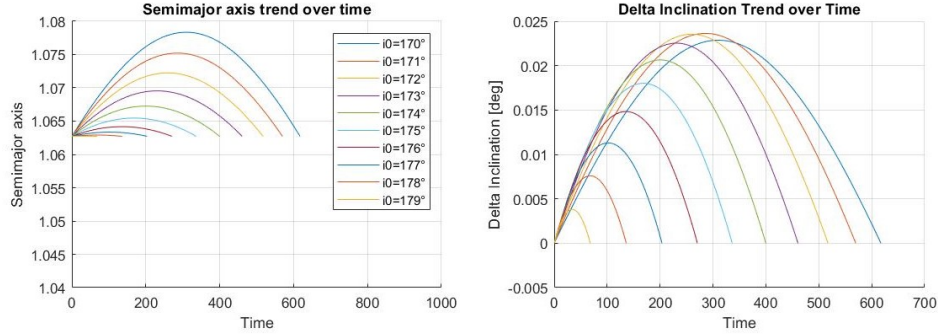 Semimajor axis trend over time
1.08
1.075
1.07
1.065
1.06
1.055
1.05
1.045
1.04
Semimajor axis
0
200
400
600
800
1000
Time
i0=170°
i0=171°
i0=172°
i0=173°
i0=174°
i0=175°
i0=176°
i0=177°
i0=178°
i0=179°
Delta Inclination Trend over Time
0.025
0.02
0.015
0.01
0.005
0
-0.005
Delta Inclination [deg]
0
100
200
300
400
500
600
700
Time